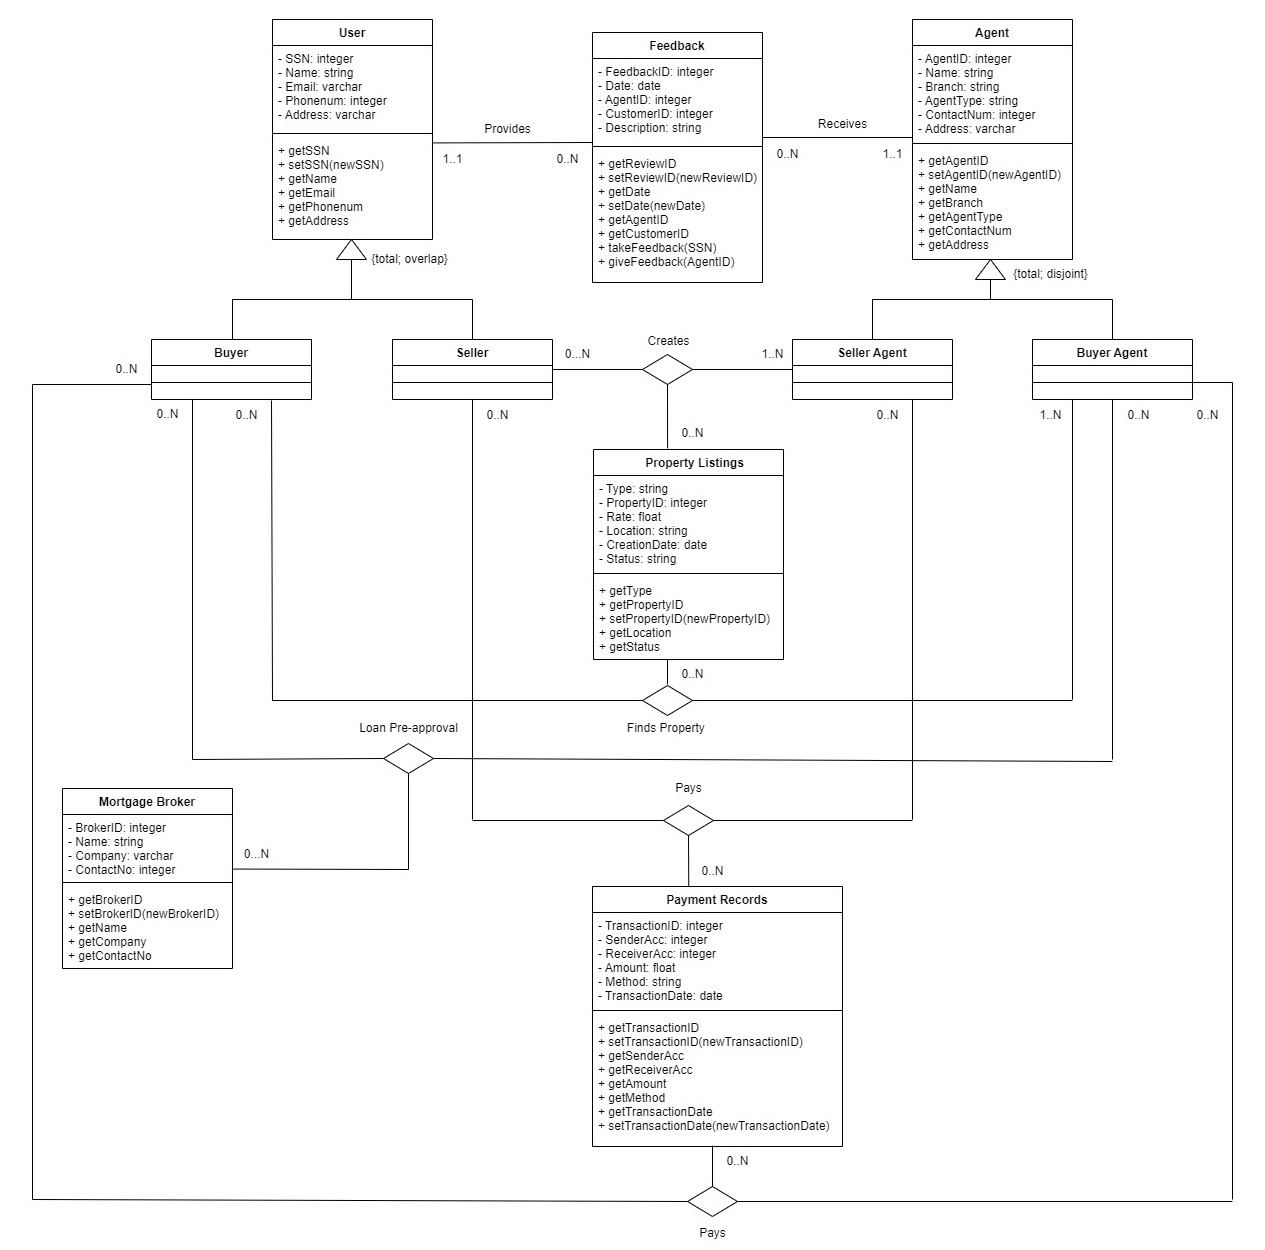 User
- SSN: integer
- Name: string
- Email: varchar
- Phonenum: integer
- Address: varchar
+ getSSN
+ setSSN(newSSN)
+ getName
+ getEmail
+ getPhonenum
+ getAddress
{total; overlap}
Provides
1..1
0..N
Feedback
- FeedbackID: integer
- Date: date
- AgentID: integer
- CustomerID: integer
- Description: string
+ getReviewID
+ setReviewID(newReviewID)
+ getDate
+ setDate(newDate)
+ getAgentID
+ getCustomerID
+ takeFeedback(SSN)
+ giveFeedback(AgentID)
Receives
0..N
1..1
Agent
- AgentID: integer
- Name: string
- Branch: string
- AgentType: string
- ContactNum: integer
- Address: varchar
+ getAgentID
+ setAgentID(newAgentID)
+ getName
+ getBranch
+ getAgentType
+ getContactNum
+ getAddress
{total; disjoint}
Buyer
0..N
0..N
0..N
Seller
0...N
0..N
Creates
1..N
Seller Agent
0..N
Buyer Agent
1..N
0..N
0..N
0..N
Property Listings
- Type: string
- PropertyID: integer
- Rate: float
- Location: string
- CreationDate: date
- Status: string
+ getType
+ getPropertyID
+ setPropertyID(newPropertyID)
+ getLocation
+ getStatus
0..N
Finds Property
Loan Pre-approval
Mortgage Broker
- BrokerID: integer
- Name: string
- Company: varchar
- ContactNo: integer
+ getBrokerID
+ setBrokerID(newBrokerID)
+ getName
+ getCompany
+ getContactNo
0...N
Pays
0..N
Payment Records
- TransactionID: integer
- SenderAcc: integer
- ReceiverAcc: integer
- Amount: float
- Method: string
- TransactionDate: date
+ getTransactionID
+ setTransactionID(newTransactionID)
+ getSenderAcc
+ getReceiverAcc
+ getAmount
+ getMethod
+ getTransactionDate
+ setTransactionDate(newTransactionDate)
0..N
Pays